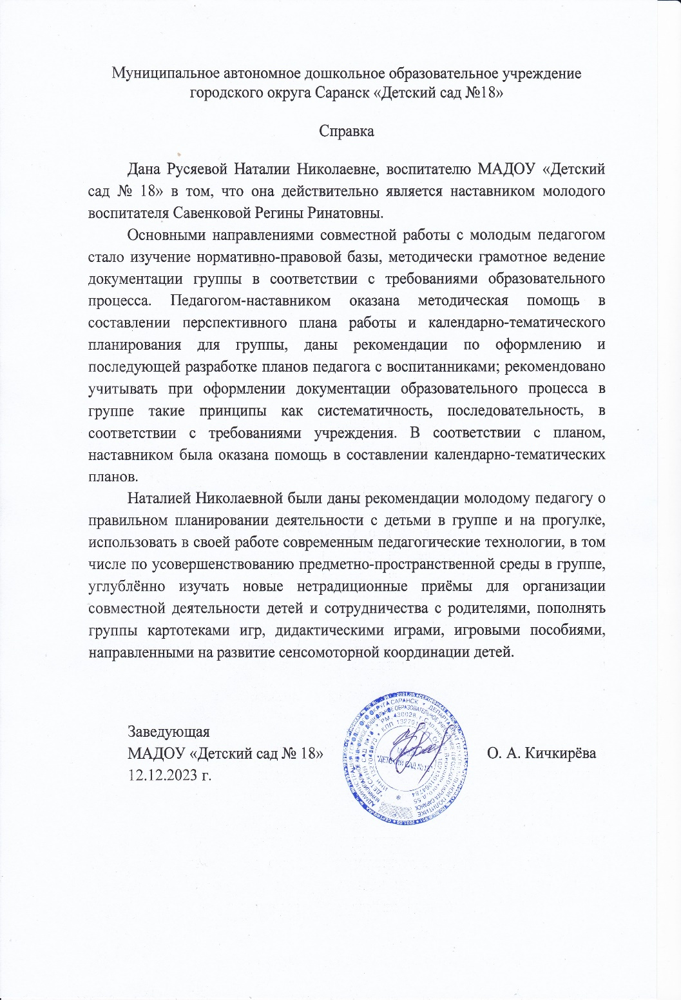 Муниципальное автономное дошкольное образовательное учреждение
городского округа Саранск «Детский сад №18»
Справка
Дана Русяевой Наталии Николаевне, воспитателю МАДОУ «Детский
сад № 18» в том, что она действительно является наставником молодого
воспитателя Савенковой Регины Ринатовны.
Основными направлениями совместной работы с молодым педагогом
стало изучение нормативно-правовой базы, методически грамотное ведение
документации группы в соответствии с требованиями образовательного
процесса. Педагогом-наставником оказана методическая помощь в
составлении перспективного плана работы и календарно-тематического
планирования для группы, даны рекомендации по оформлению и
последующей разработке планов педагога с воспитанниками; рекомендовано
учитывать при оформлении документации образовательного процесса в
группе такие принципы как систематичность, последовательность, в
соответствии с требованиями учреждения. В соответствии с планом,
наставником была оказана помощь в составлении календарно-тематических
планов.
Наталией Николаевной были даны рекомендации молодому педагогу о
правильном планировании деятельности с детьми в группе и на прогулке,
использовать в своей работе современным педагогические технологии, в том
числе по усовершенствованию предметно-пространственной среды в группе,
углублённо изучать новые нетрадиционные приёмы для организации
совместной деятельности детей и сотрудничества с родителями, пополнять
группы картотеками игр, дидактическими играми, игровыми пособиями,
направленными на развитие сенсомоторной координации детей.
Заведующая
МАДОУ «Детский сад № 18» О. А. Кичкирёва
12.12.2023 г.
"ДЕТСКИЙ САД №18"